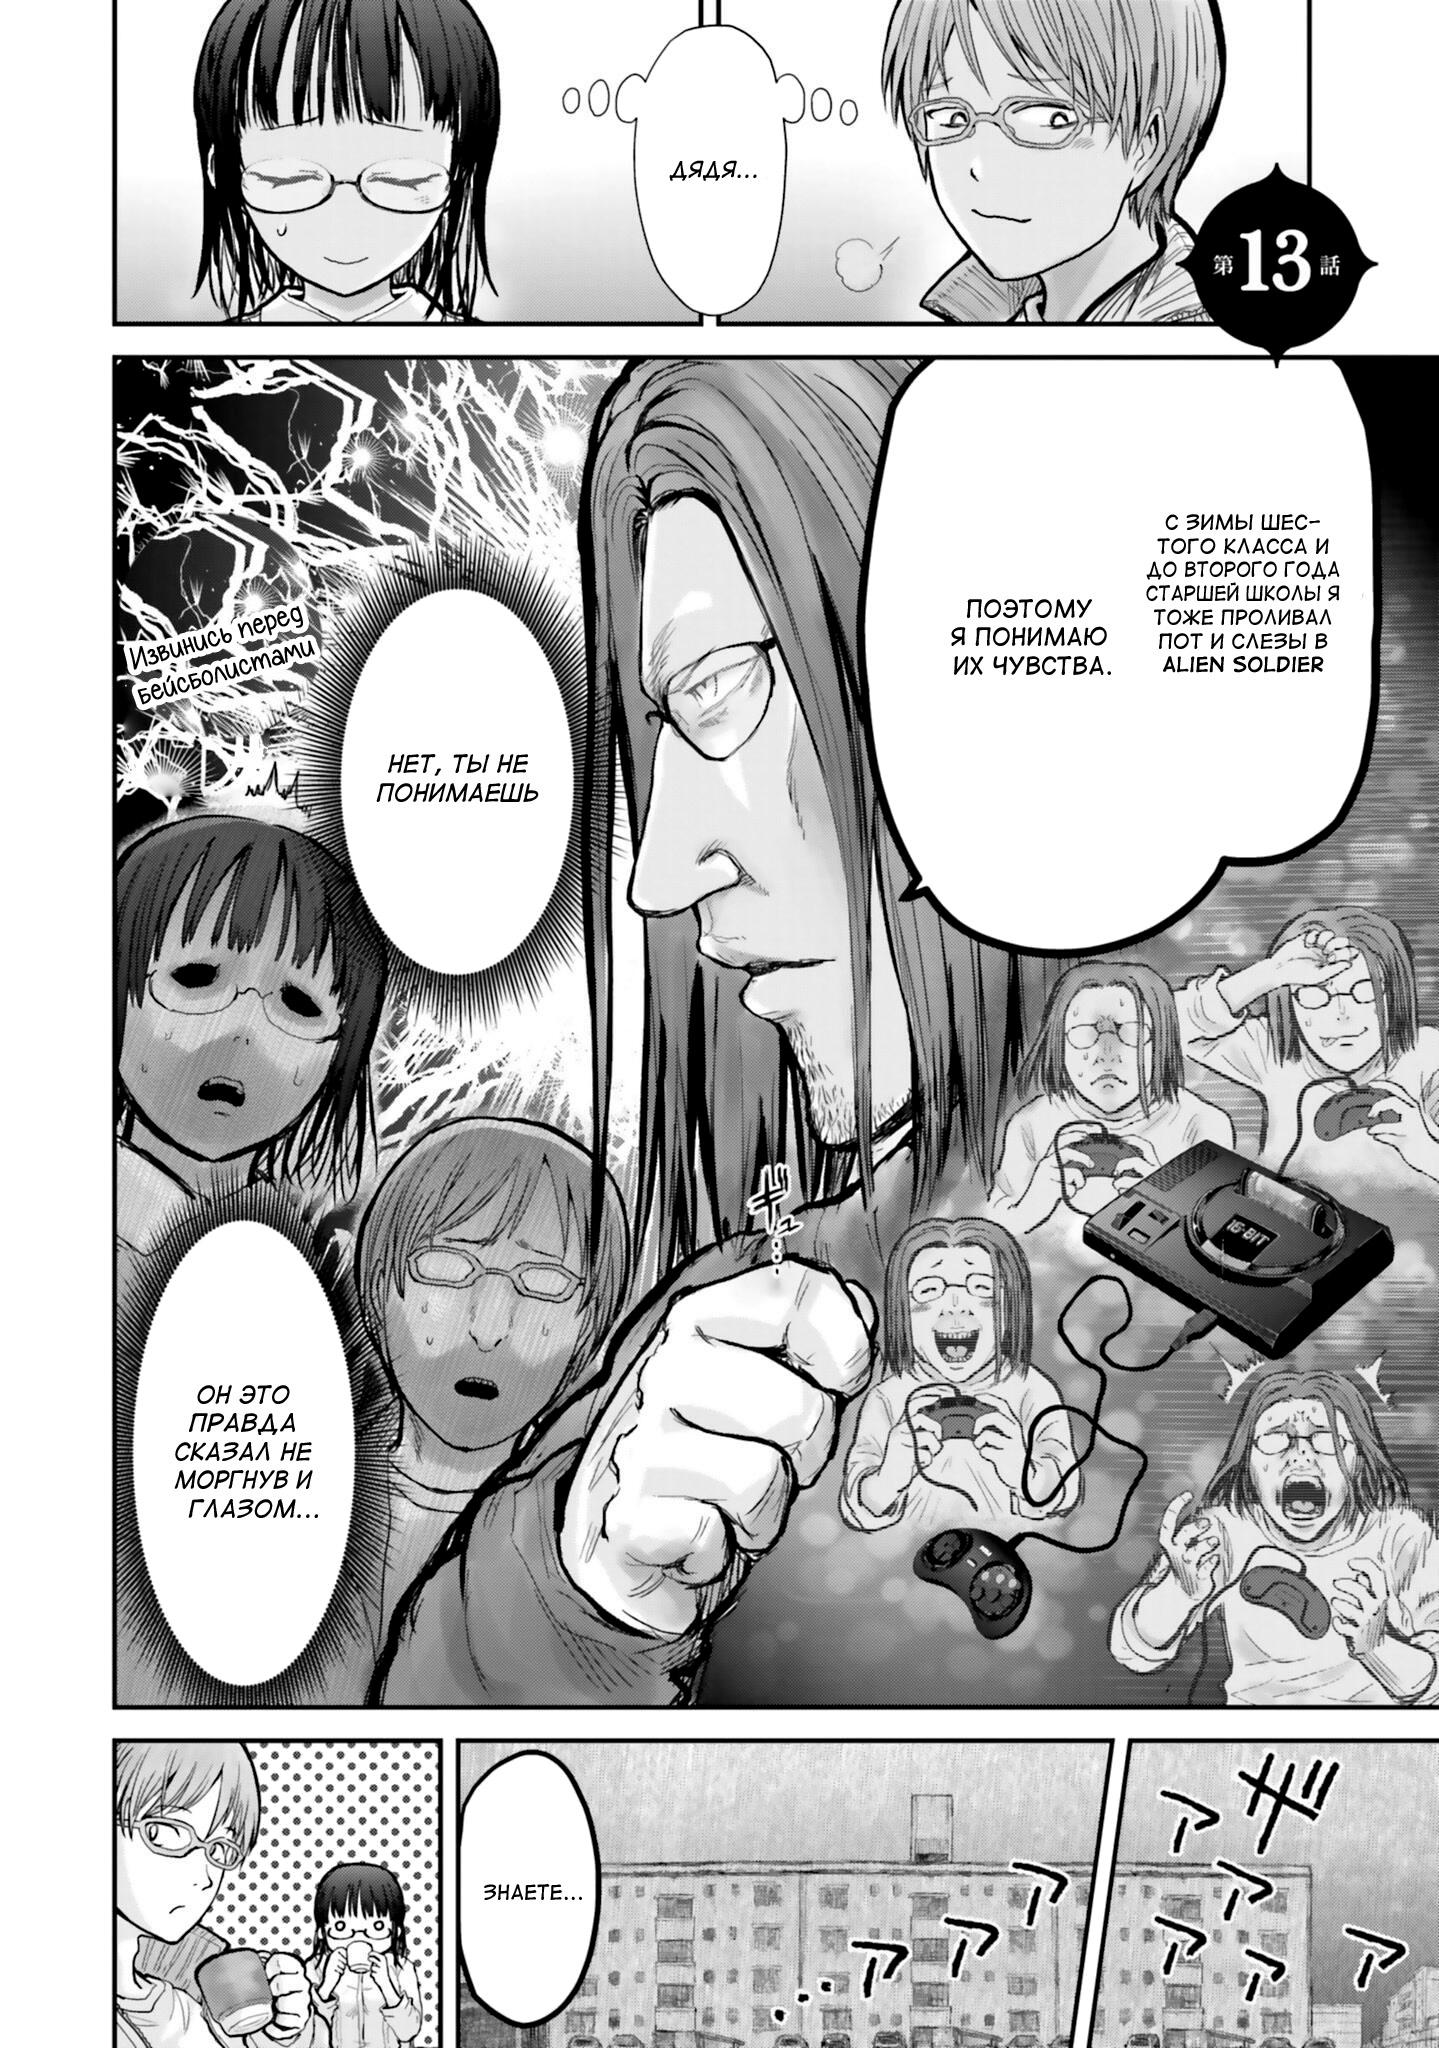 ДЯДЯ...
第13話
С ЗИМЫ ШЕС-
ТОГО КЛАССА И
ДО ВТОРОГО ГОДА
СТАРШЕЙ ШКОЛЫ Я
ТОЖЕ ПРОЛИВАЛ
ПОТ И СЛЕЗЫ В
ALIEN SOLDIER
ПОЭТОМУ
Я ПОНИМАЮ
ИХ ЧУВСТВА.
Извинись перед
бейсболистами
НЕТ, ТЫ НЕ
ПОНИМАЕШЬ
16-BIT
ギュ...
ОН ЭТО
ПРАВДА
СКАЗАЛ НЕ
МОРГНУВ И
ГЛАЗОМ...
ザアアアアアアア...
ЗНАЕТЕ...